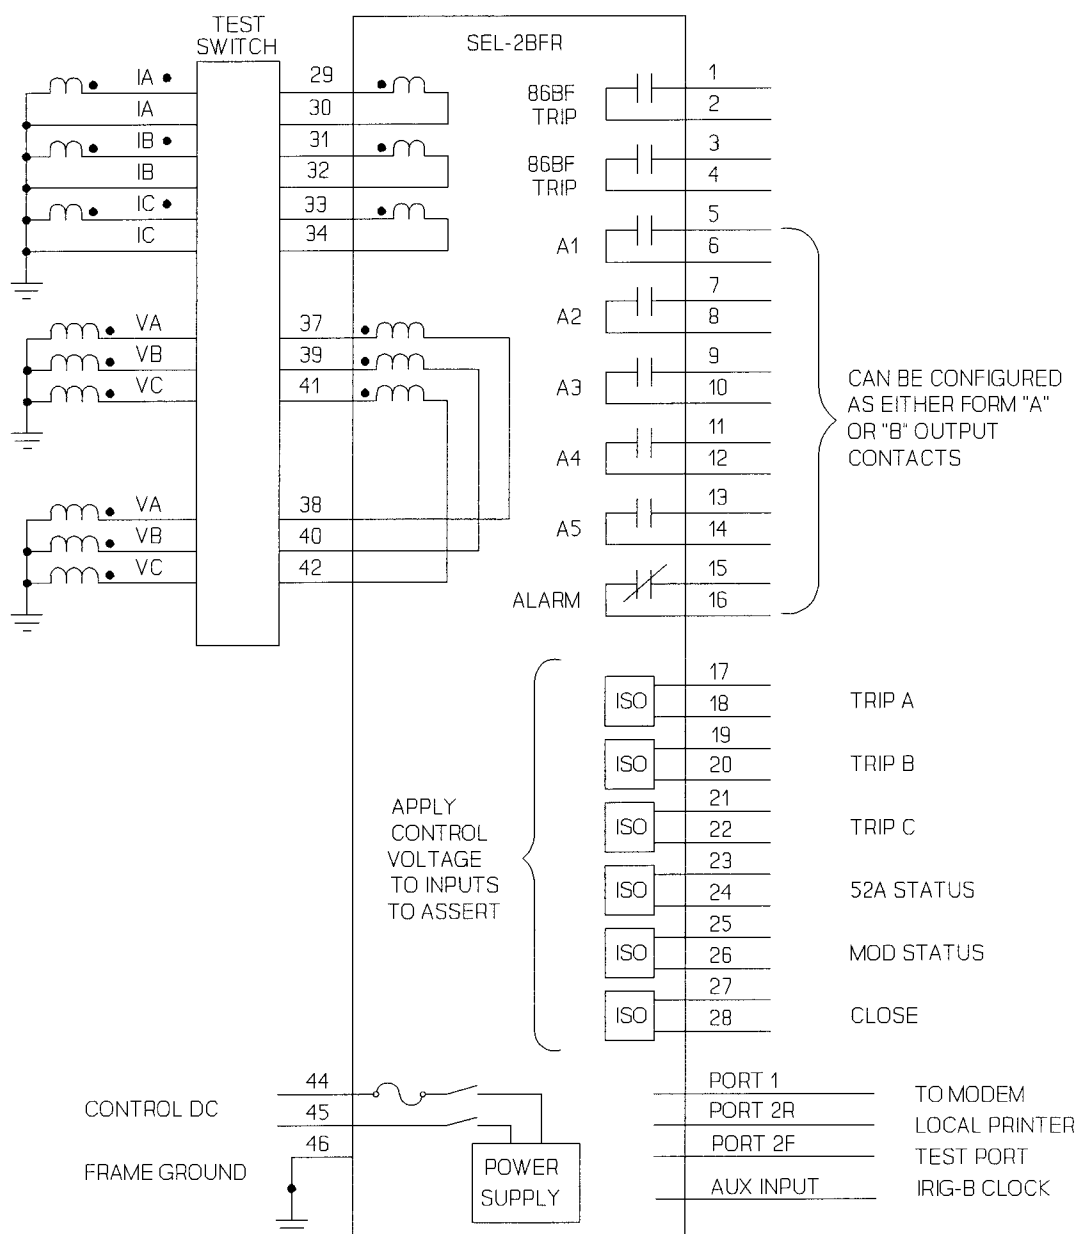 TEST
SWITCH
SEL-2BFR
IA
29
IA
30
IB
31
IB
32
IC
33
IC
34
VA
37
VB
39
VC
41
VA
38
VB
40
VC
42
86BF
TRIP
1
2
86BF
TRIP
3
4
A1
5
6
A2
7
8
A3
9
10
A4
11
12
A5
13
14
ALARM
15
16
CAN BE CONFIGURED
AS EITHER FORM "A"
OR "B" OUTPUT
CONTACTS
APPLY
CONTROL
VOLTAGE
TO INPUTS
TO ASSERT
ISO
17
18
TRIP A
ISO
19
20
TRIP B
ISO
21
22
TRIP C
ISO
23
24
52A STATUS
ISO
25
26
MOD STATUS
ISO
27
28
CLOSE
CONTROL DC
44
45
FRAME GROUND
46
POWER
SUPPLY
PORT 1
TO MODEM
PORT 2R
LOCAL PRINTER
PORT 2F
TEST PORT
AUX INPUT
IRIG-B CLOCK